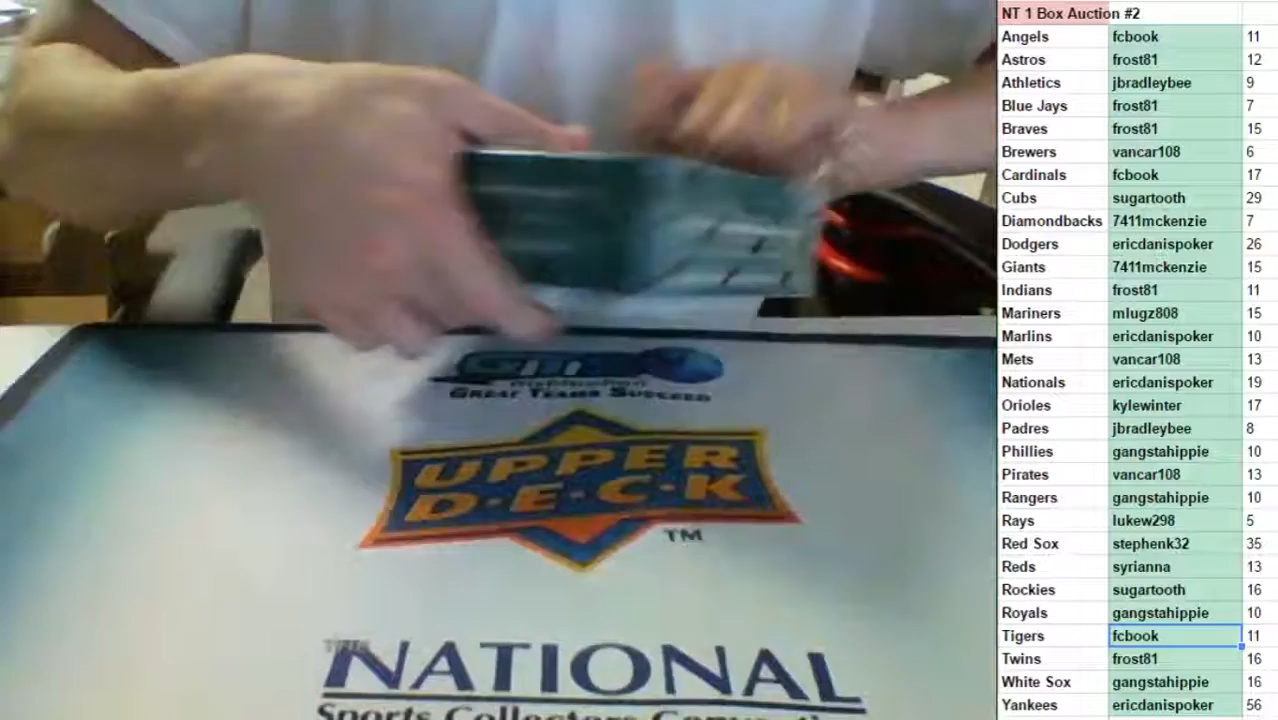 GREAT TEAMS SUCCEED
UPPER
D·E·C·K
TM
THE
NATIONAL
Sports Collectors Convention
NT 1 Box Auction #2
Angels fcbook 11
Astros frost81 12
Athletics jbradleybee 9
Blue Jays frost81 7
Braves frost81 15
Brewers vancar108 6
Cardinals fcbook 17
Cubs sugartooth 29
Diamondbacks 7411mckenzie 7
Dodgers ericdanispoker 26
Giants 7411mckenzie 15
Indians frost81 11
Mariners mlugz808 15
Marlins ericdanispoker 10
Mets vancar108 13
Nationals ericdanispoker 19
Orioles kylewinter 17
Padres jbradleybee 8
Phillies gangstahippie 10
Pirates vancar108 13
Rangers gangstahippie 10
Rays lukew298 5
Red Sox stephenk32 35
Reds syrianna 13
Rockies sugartooth 16
Royals gangstahippie 10
Tigers fcbook 11
Twins frost81 16
White Sox gangstahippie 16
Yankees ericdanispoker 56